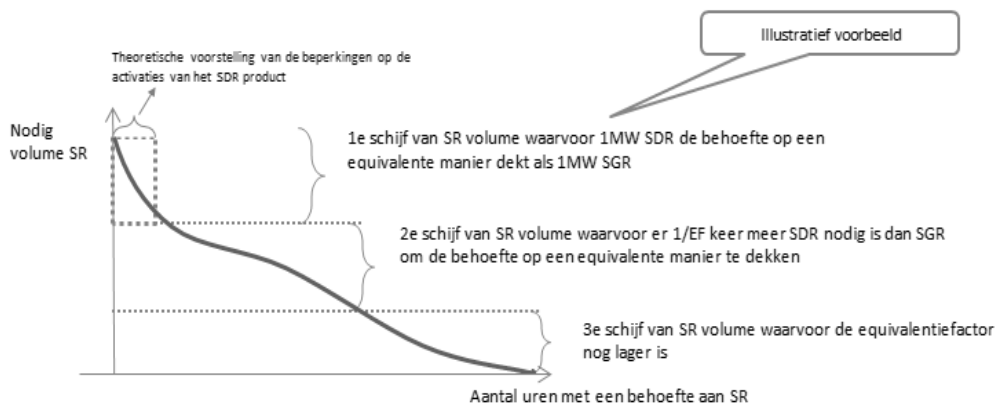 Illustratief voorbeeld
Theoretische voorstelling van de beperkingen op de
activaties van het SDR product
Nodig
volume SR
1e schijf van SR volume waarvoor 1MW SDR de behoefte op een
equivalente manier dekt als 1MW SGR
2e schijf van SR volume waarvoor er 1/EF keer meer SDR nodig is dan SGR
om de behoefte op een equivalente manier te dekken
3e schijf van SR volume waarvoor de equivalentiefactor
nog lager is
Aantal uren met een behoefte aan SR